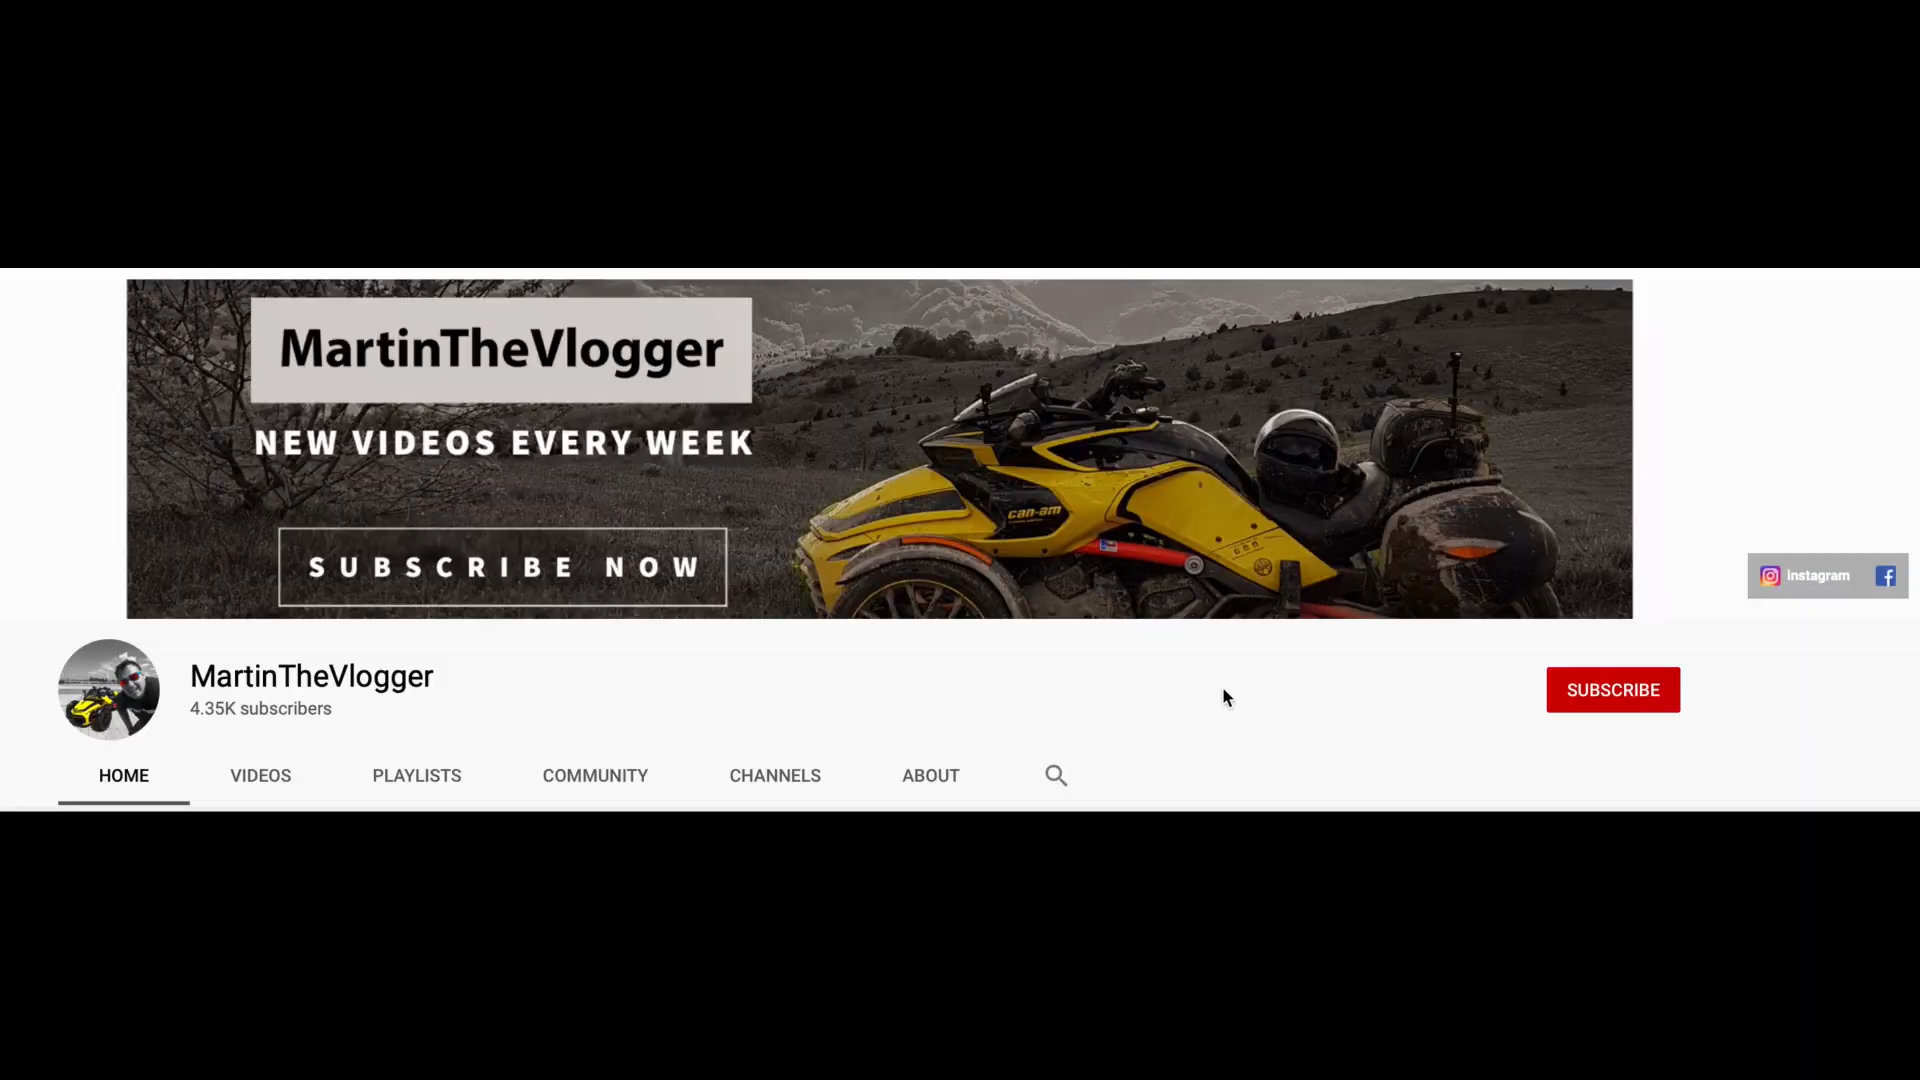 MartinTheVlogger
NEW VIDEOS EVERY WEEK
can-am
SUBSCRIBE NOW
Instagram
MartinTheVlogger
4.35K subscribers
SUBSCRIBE
HOME VIDEOS PLAYLISTS COMMUNITY CHANNELS ABOUT